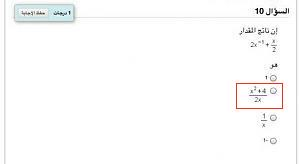 السؤال 10
1 درجات
حفظ الإجابة
إن ناتج المقدار
2x⁻¹ + x/2
هو
1
(x² + 4)/2x
1/x
-1